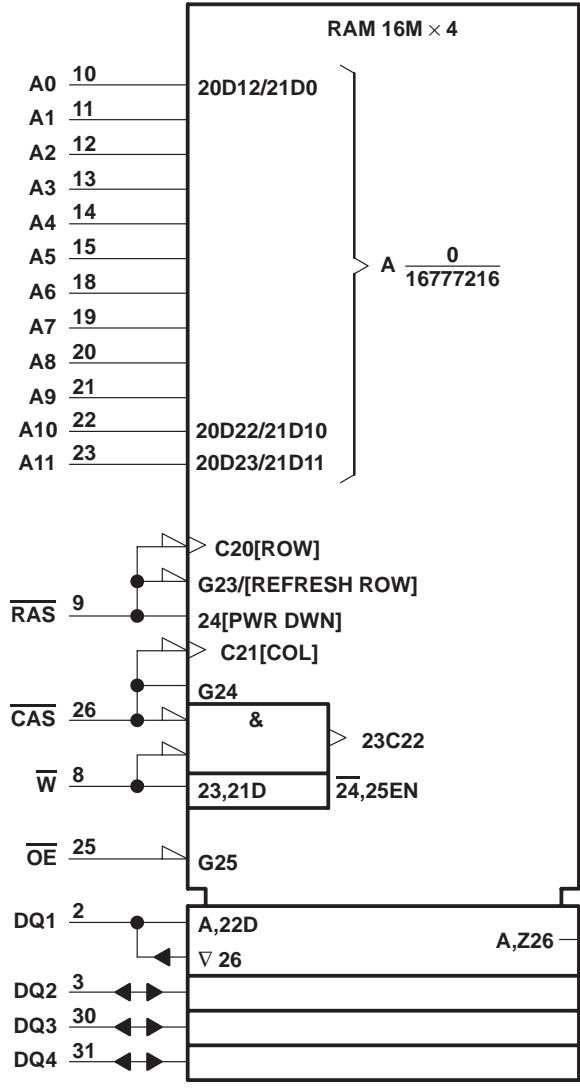 RAM 16M × 4
A0 10 20D12/21D0
A1 11
A2 12
A3 13
A4 14
A5 15
A6 18
A7 19
A8 20
A9 21
A10 22 20D22/21D10
A11 23 20D23/21D11
A 0
16777216
C20[ROW]
G23/[REFRESH ROW]
RAS 9 24[PWR DWN]
C21[COL]
G24
CAS 26 & 23C22
W 8 23,21D 24,25EN
OE 25 G25
DQ1 2 A,22D
A,Z26
∇ 26
DQ2 3
DQ3 30
DQ4 31